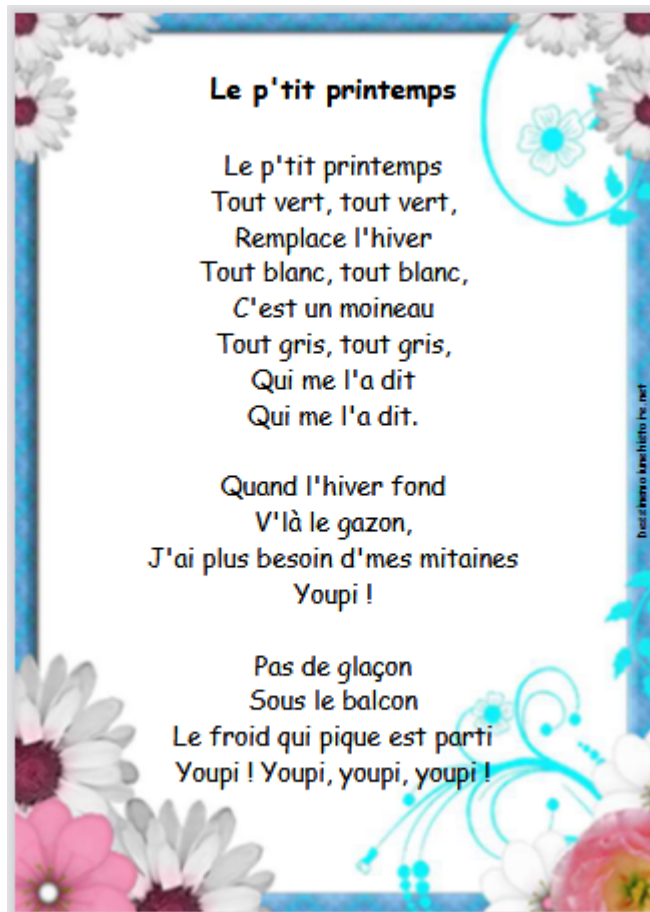 Le p'tit printemps
Le p'tit printemps
Tout vert, tout vert,
Remplace l'hiver
Tout blanc, tout blanc,
C'est un moineau
Tout gris, tout gris,
Qui me l'a dit
Qui me l'a dit.
Quand l'hiver fond
V'là le gazon,
J'ai plus besoin d'mes mitaines
Youpi !
Pas de glaçon
Sous le balcon
Le froid qui pique est parti
Youpi ! Youpi, youpi, youpi !
Dessinemoiunehistoire.net